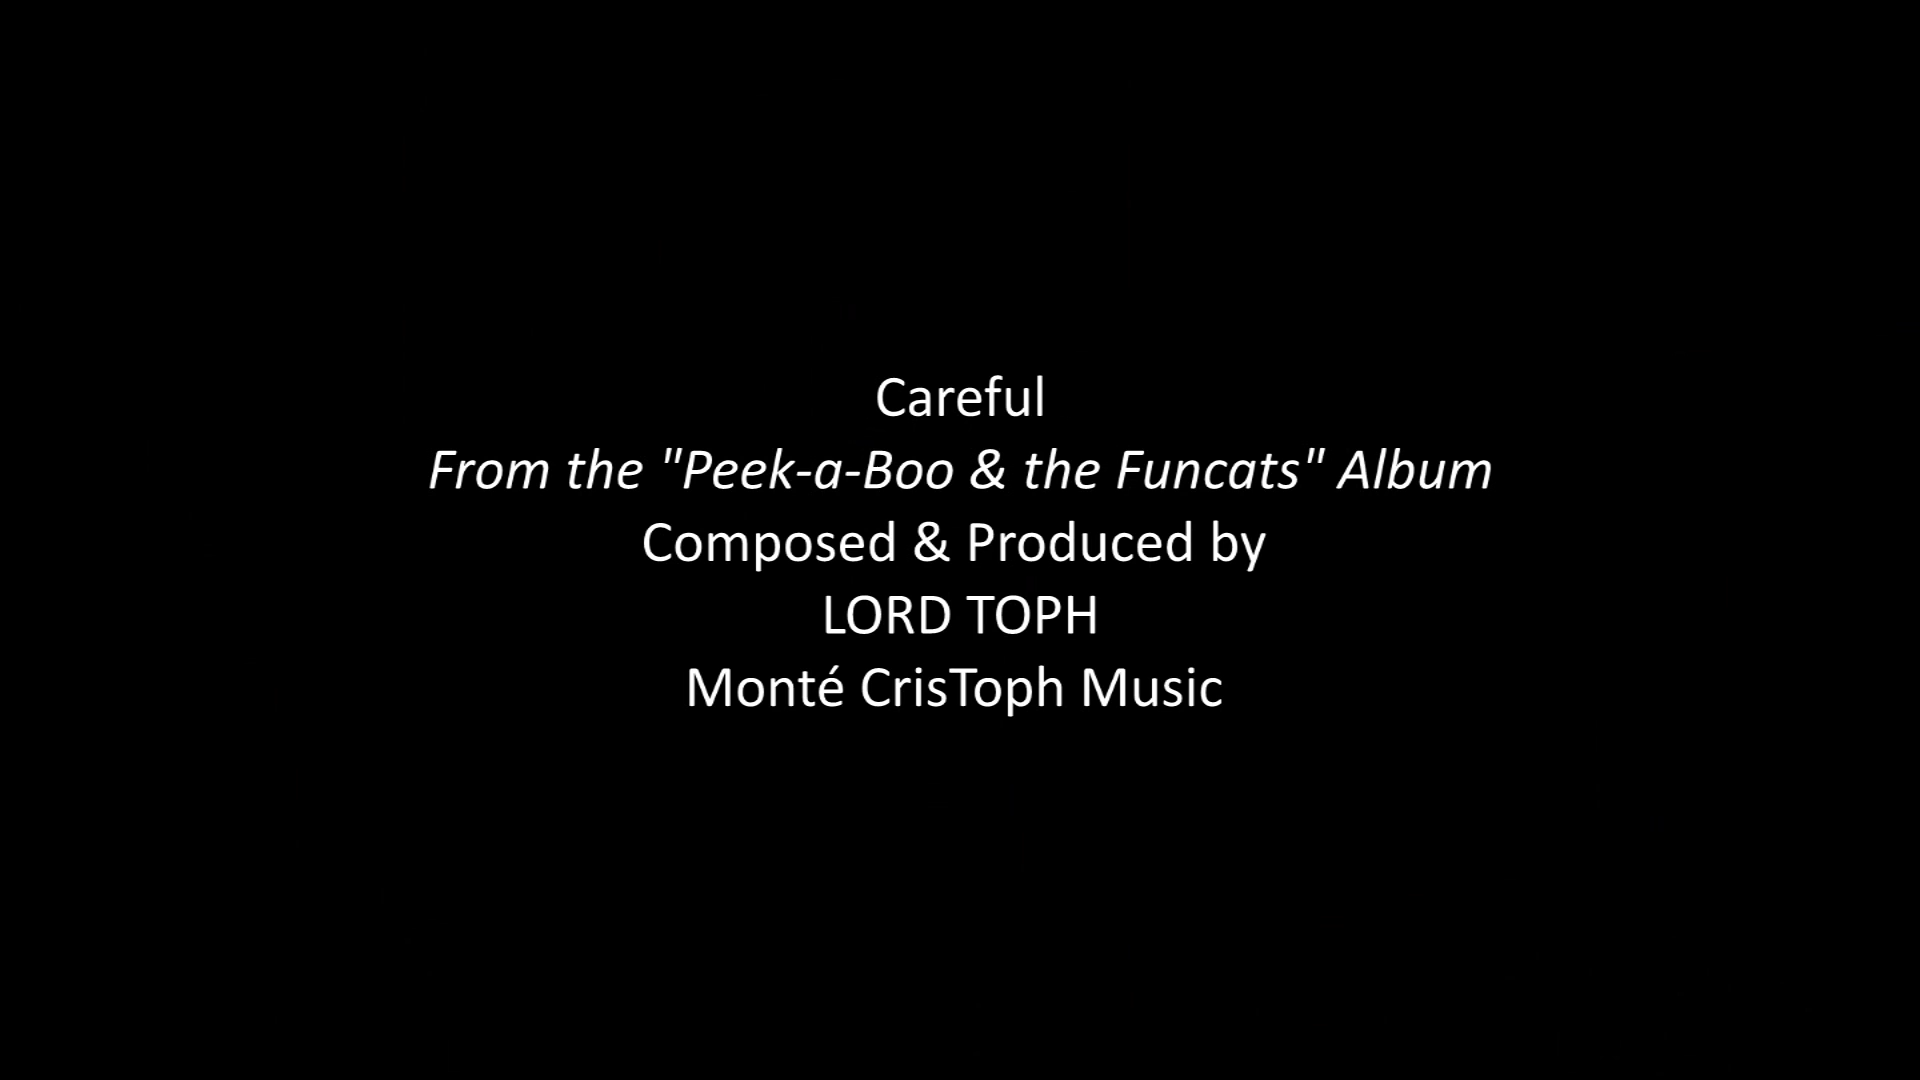 Careful
From the "Peek-a-Boo & the Funcats" Album
Composed & Produced by
LORD TOPH
Monté CrisToph Music